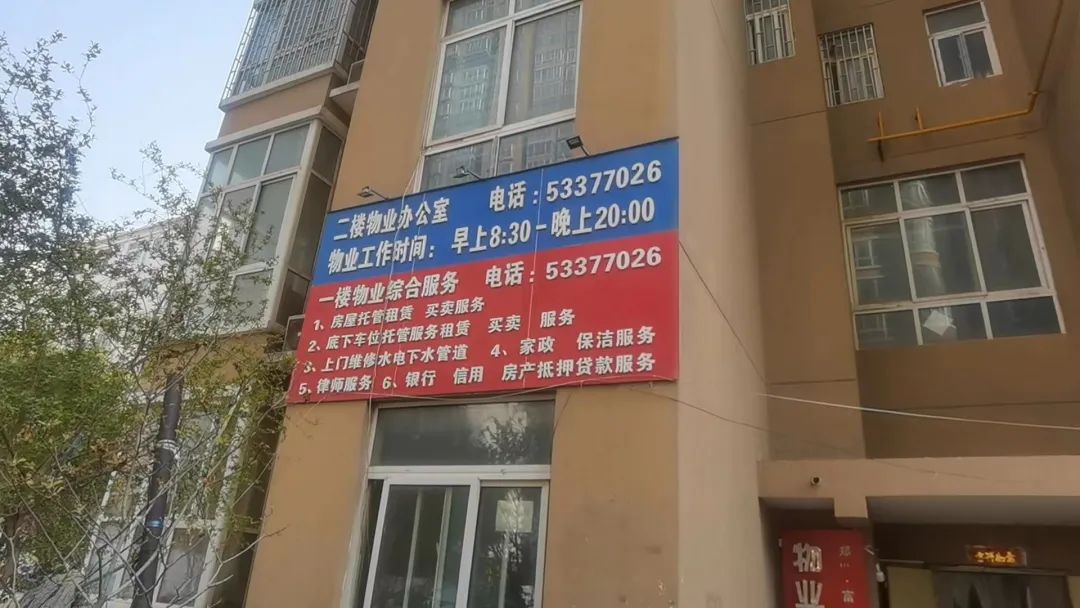 二楼物业办公室 电话：53377026
物业工作时间：早上8:30－晚上20:00
一楼物业综合服务 电话：53377026
1、房屋托管租赁 买卖服务
2、底下车位托管服务租赁 买卖 服务
3、上门维修水电下水管道 4、家政 保洁服务
5、律师服务 6、银行 信用 房产抵押贷款服务
物业
郑州·富